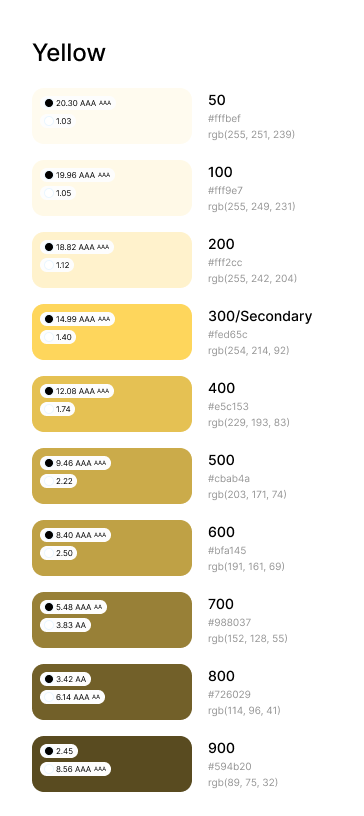 Yellow
20.30 AAA AAA
1.03
50
#fffbef
rgb(255, 251, 239)
19.96 AAA AAA
1.05
100
#fff9e7
rgb(255, 249, 231)
18.82 AAA AAA
1.12
200
#fff2cc
rgb(255, 242, 204)
14.99 AAA AAA
1.40
300/Secondary
#fed65c
rgb(254, 214, 92)
12.08 AAA AAA
1.74
400
#e5c153
rgb(229, 193, 83)
9.46 AAA AAA
2.22
500
#cbab4a
rgb(203, 171, 74)
8.40 AAA AAA
2.50
600
#bfa145
rgb(191, 161, 69)
5.48 AAA AA
3.83 AA
700
#988037
rgb(152, 128, 55)
3.42 AA
6.14 AAA AA
800
#726029
rgb(114, 96, 41)
2.45
8.56 AAA AAA
900
#594b20
rgb(89, 75, 32)